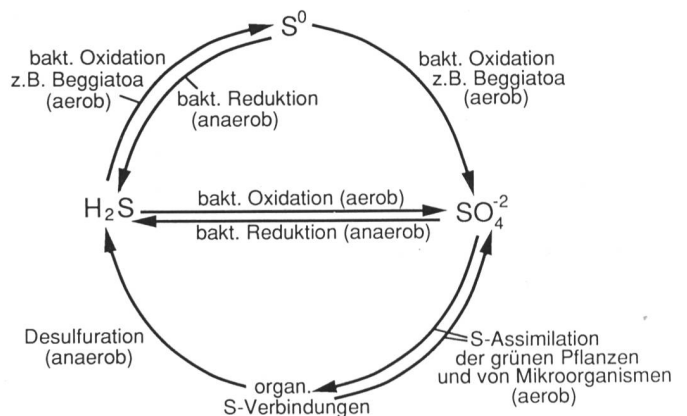 S⁰
bakt. Oxidation
z.B. Beggiatoa
(aerob)
bakt. Reduktion
(anaerob)
bakt. Oxidation
z.B. Beggiatoa
(aerob)
H₂S
bakt. Oxidation (aerob)
bakt. Reduktion (anaerob)
SO₄⁻²
Desulfuration
(anaerob)
S-Assimilation
der grünen Pflanzen
und von Mikroorganismen
(aerob)
organ.
S-Verbindungen